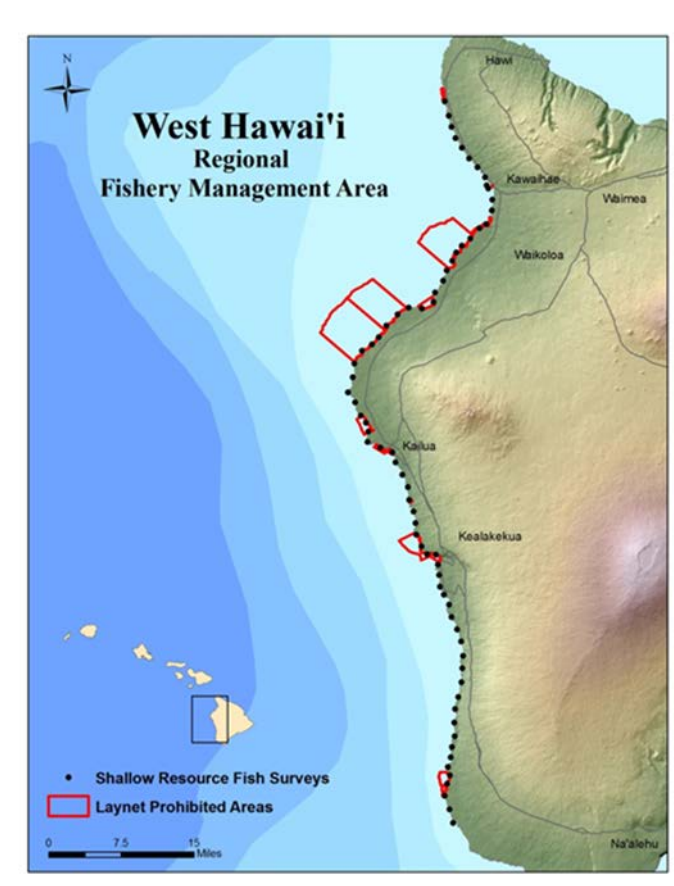 N
West Hawai'i
Regional
Fishery Management Area
Hawi
Kawaihae
Waimea
Waikoloa
Kailua
Kealakekua
Shallow Resource Fish Surveys
Laynet Prohibited Areas
0 7.5 15
Miles
Na'alehu